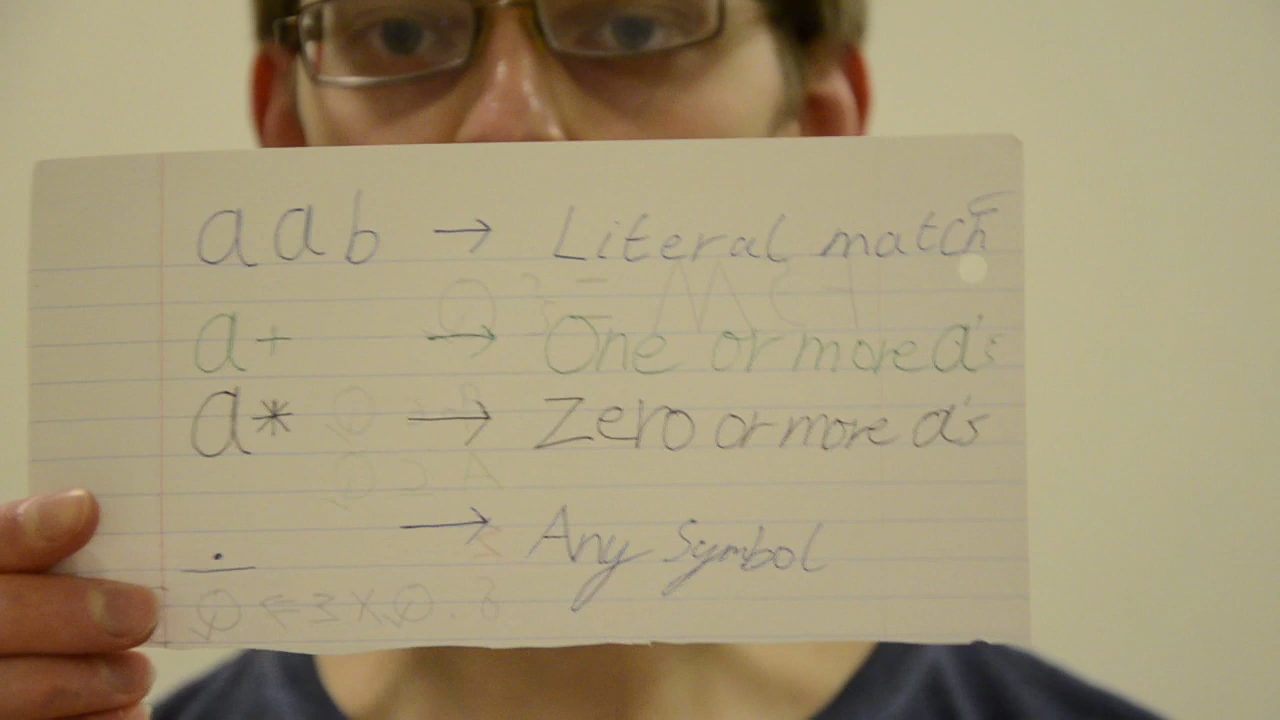 aab → Literal match
a+ → One or more a's
a* → Zero or more a's
. → Any Symbol